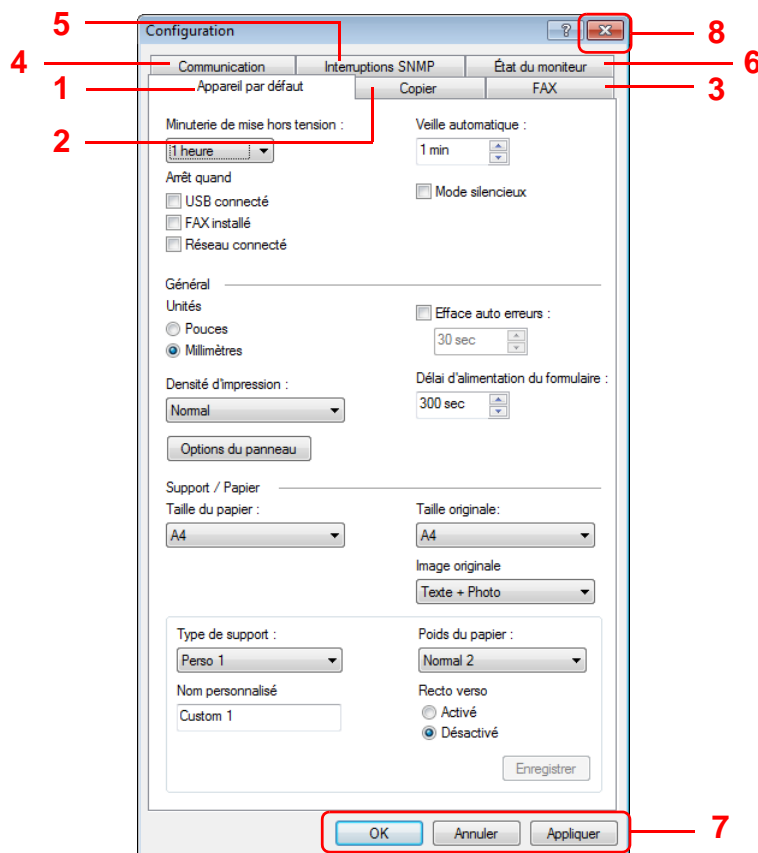 5
Configuration
?
8
4
Communication
Interruptions SNMP
État du moniteur
6
1
Appareil par défaut
Copier
FAX
3
2
Minuterie de mise hors tension :
Veille automatique :
1 heure
1 min
Arrêt quand
Mode silencieux
USB connecté
FAX installé
Réseau connecté
Général
Unités
Efface auto erreurs :
Pouces
30 sec
Millimètres
Densité d'impression :
Délai d'alimentation du formulaire :
Normal
300 sec
Options du panneau
Support / Papier
Taille du papier :
Taille originale:
A4
A4
Image originale
Texte + Photo
Type de support :
Poids du papier :
Perso 1
Normal 2
Nom personnalisé
Recto verso
Custom 1
Activé
Désactivé
Enregistrer
OK
Annuler
Appliquer
7